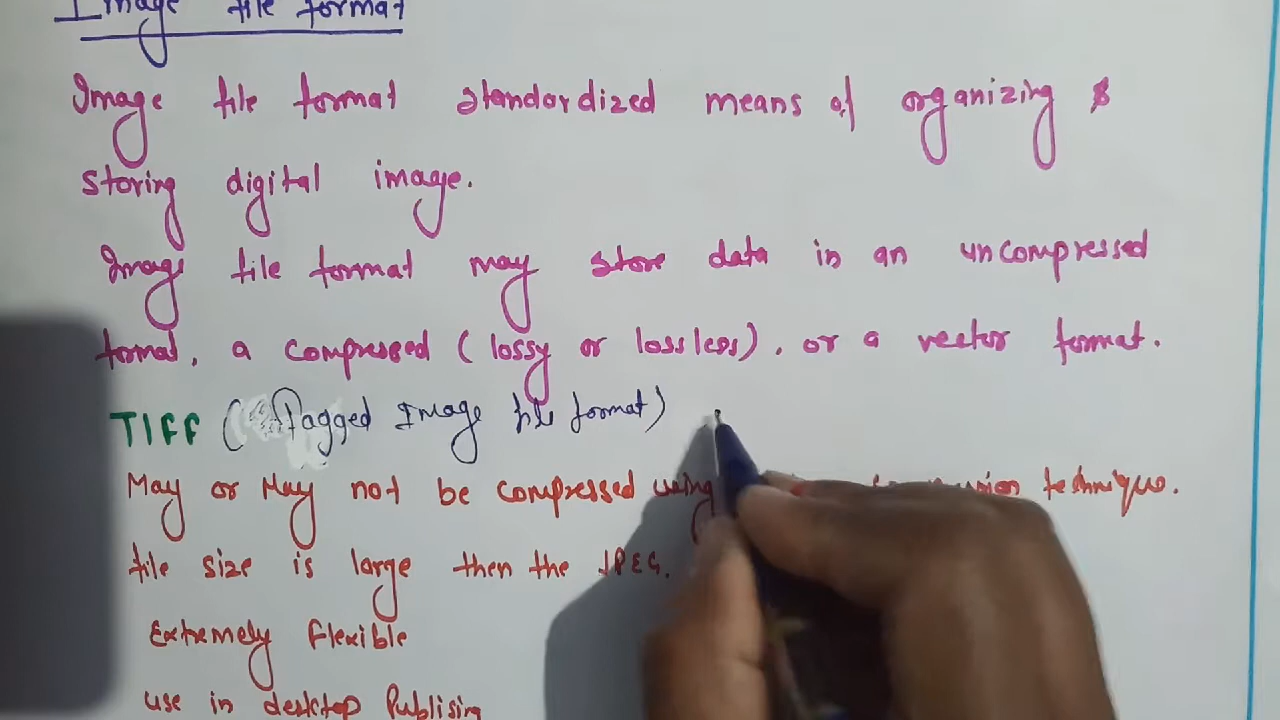 Image file format
Image file format standardized means of organizing &
storing digital image.
Image file format may store data in an uncompressed
format, a compressed (lossy or lossless), or a vector format.
TIFF (Tagged Image file format)
May or May not be compressed using technique.
file size is large then the JPEG.
Extremely flexible
use in desktop Publising